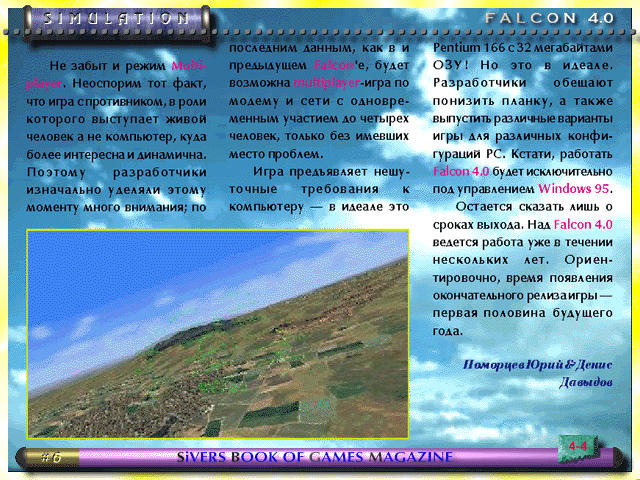 SIMULATION
FALCON 4.0
Не забыт и режим Multi-
player. Неоспорим тот факт,
что игра с противником, в роли
которого выступает живой
человек а не компьютер, куда
более интересна и динамична.
Поэтому разработчики
изначально уделяли этому
моменту много внимания; по
последним данным, как в и
предыдущем Falcon'е, будет
возможна multiplayer-игра по
модему и сети с одновре-
менным участием до четырех
человек, только без имевших
место проблем.
Игра предъявляет нешу-
точные требования к
компьютеру — в идеале это
Pentium 166 с 32 мегабайтами
ОЗУ! Но это в идеале.
Разработчики обещают
понизить планку, а также
выпустить различные варианты
игры для различных конфи-
гураций PC. Кстати, работать
Falcon 4.0 будет исключительно
под управлением Windows 95.
Остается сказать лишь о
сроках выхода. Над Falcon 4.0
ведется работа уже в течении
нескольких лет. Ориен-
тировочно, время появления
окончательного релиза игры —
первая половина будущего
года.
Поморцев Юрий & Денис
Давыдов
#6
SiVERS BOOK OF GAMES MAGAZINE
4-4